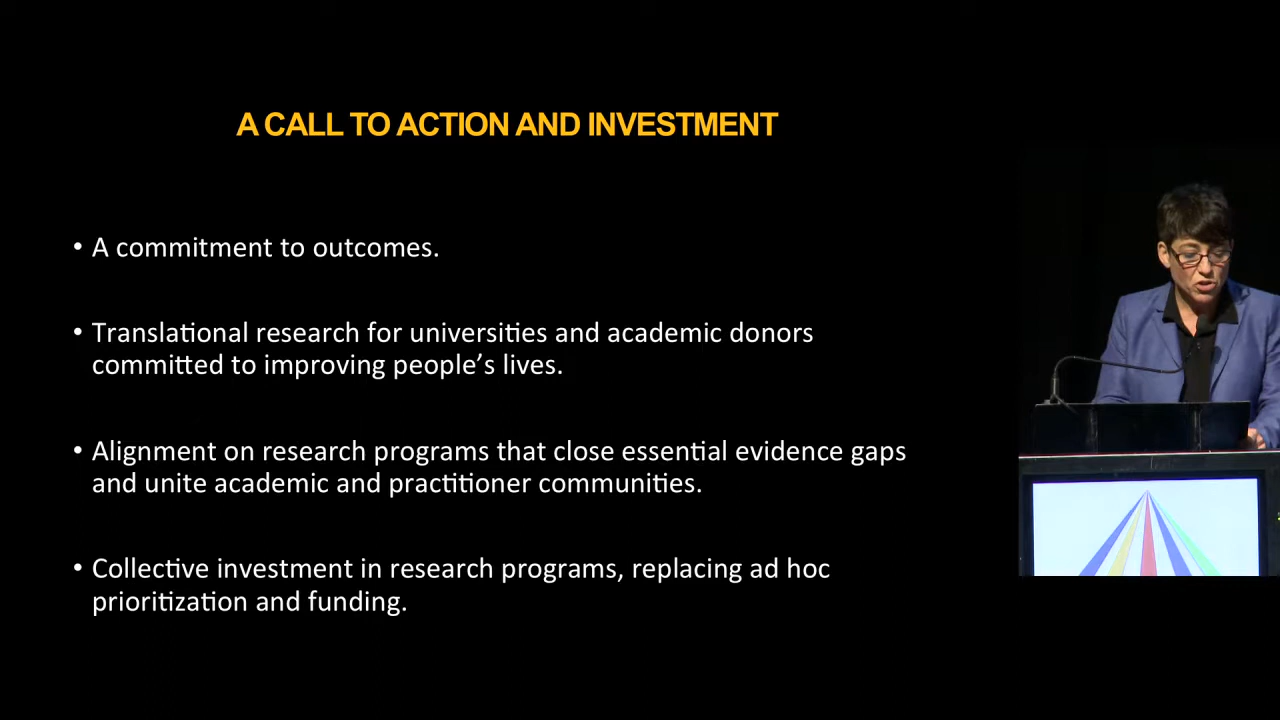 A CALL TO ACTION AND INVESTMENT
• A commitment to outcomes.
• Translational research for universities and academic donors
committed to improving people’s lives.
• Alignment on research programs that close essential evidence gaps
and unite academic and practitioner communities.
• Collective investment in research programs, replacing ad hoc
prioritization and funding.